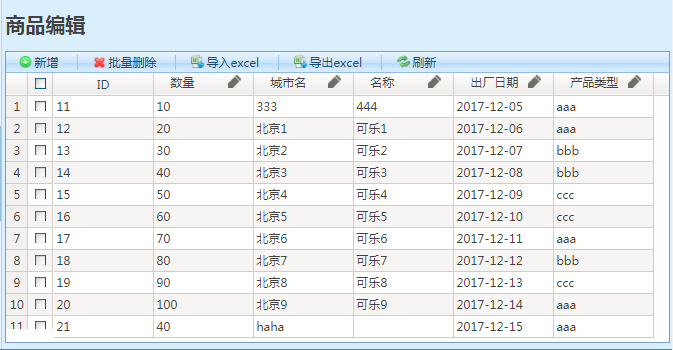 商品编辑
新增 批量删除 导入excel 导出excel 刷新
ID 数量 城市名 名称 出厂日期 产品类型
1 11 10 333 444 2017-12-05 aaa
2 12 20 北京1 可乐1 2017-12-06 aaa
3 13 30 北京2 可乐2 2017-12-07 bbb
4 14 40 北京3 可乐3 2017-12-08 bbb
5 15 50 北京4 可乐4 2017-12-09 ccc
6 16 60 北京5 可乐5 2017-12-10 ccc
7 17 70 北京6 可乐6 2017-12-11 aaa
8 18 80 北京7 可乐7 2017-12-12 bbb
9 19 90 北京8 可乐8 2017-12-13 ccc
10 20 100 北京9 可乐9 2017-12-14 aaa
11 21 40 haha 2017-12-15 aaa